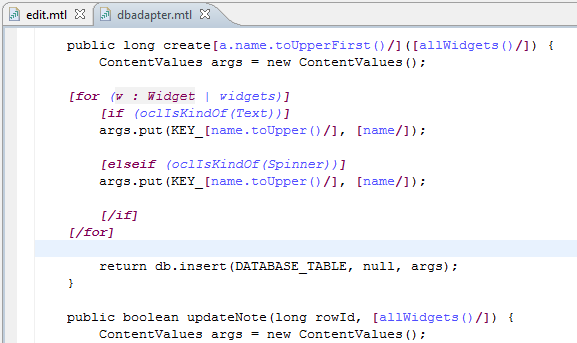 edit.mtl dbadapter.mtl
public long create[a.name.toUpperFirst()/]([allWidgets()/]) {
ContentValues args = new ContentValues();
[for (w : Widget | widgets)]
[if (oclIsKindOf(Text))]
args.put(KEY_[name.toUpper()/], [name/]);
[elseif (oclIsKindOf(Spinner))]
args.put(KEY_[name.toUpper()/], [name/]);
[/if]
[/for]
return db.insert(DATABASE_TABLE, null, args);
}
public boolean updateNote(long rowId, [allWidgets()/]) {
ContentValues args = new ContentValues();